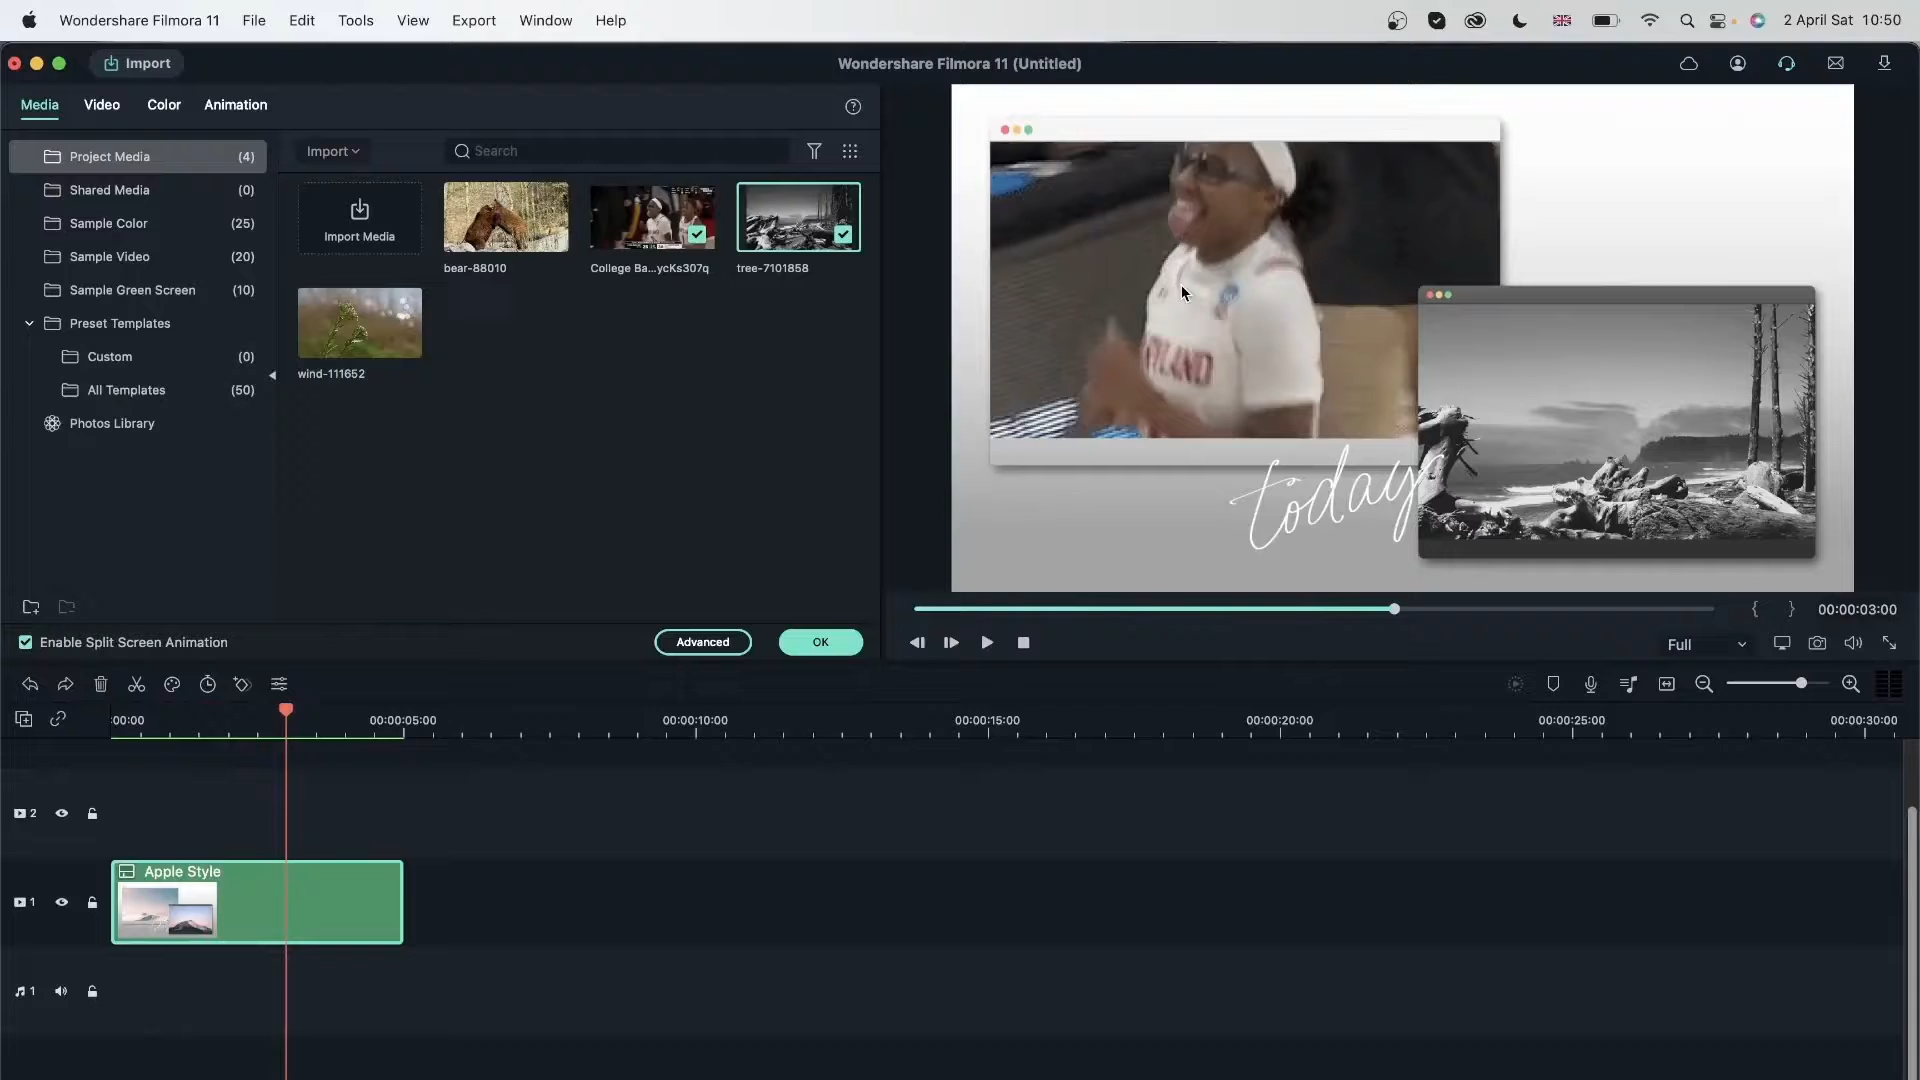 Wondershare Filmora 11 File Edit Tools View Export Window Help 2 April Sat 10:50
Import Wondershare Filmora 11 (Untitled)
Media Video Color Animation
Project Media (4)
Shared Media (0)
Sample Color (25)
Sample Video (20)
Sample Green Screen (10)
Preset Templates
Custom (0)
All Templates (50)
Photos Library
Import Search
Import Media
bear-88010
College Ba...ycKs307q
tree-7101858
wind-111652
today
00:00:03:00
Enable Split Screen Animation Advanced OK
Full
:00:00 00:00:05:00 00:00:10:00 00:00:15:00 00:00:20:00 00:00:25:00 00:00:30:00
2
Apple Style
1
1